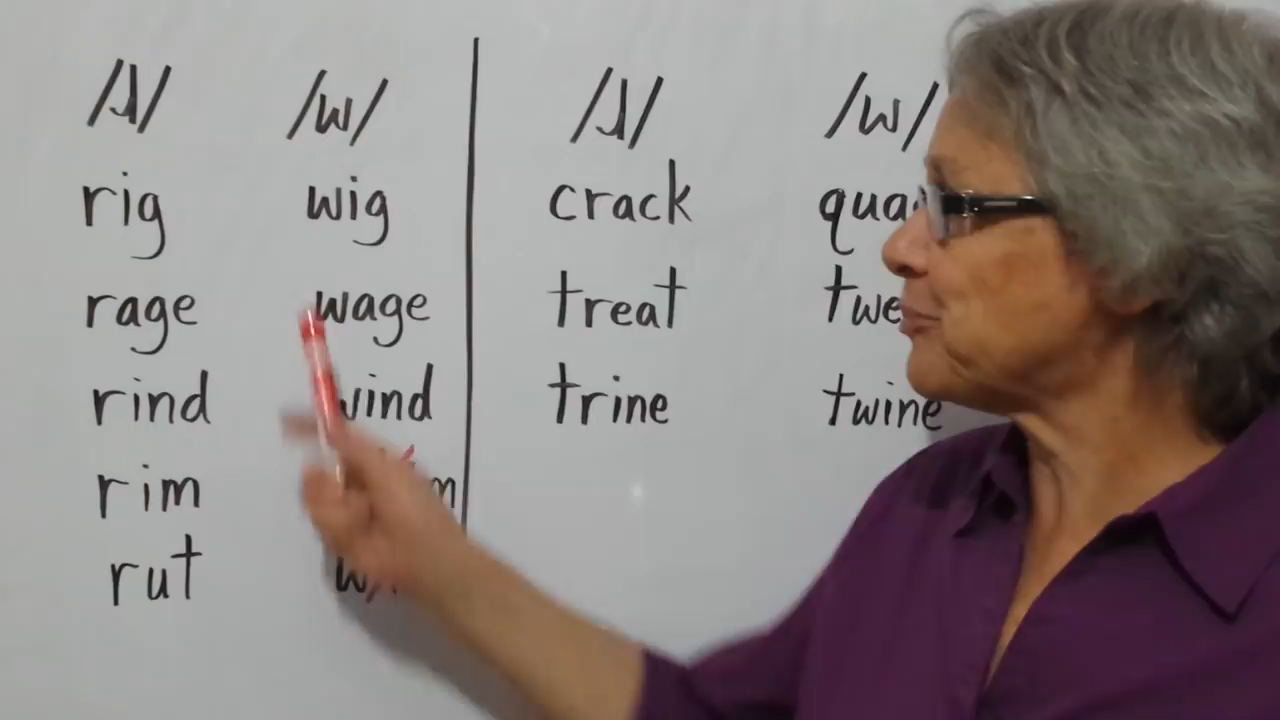 /ɹ/ /w/ /ɹ/ /w/
rig wig crack
rage wage treat
rind trine twine
rim
rut